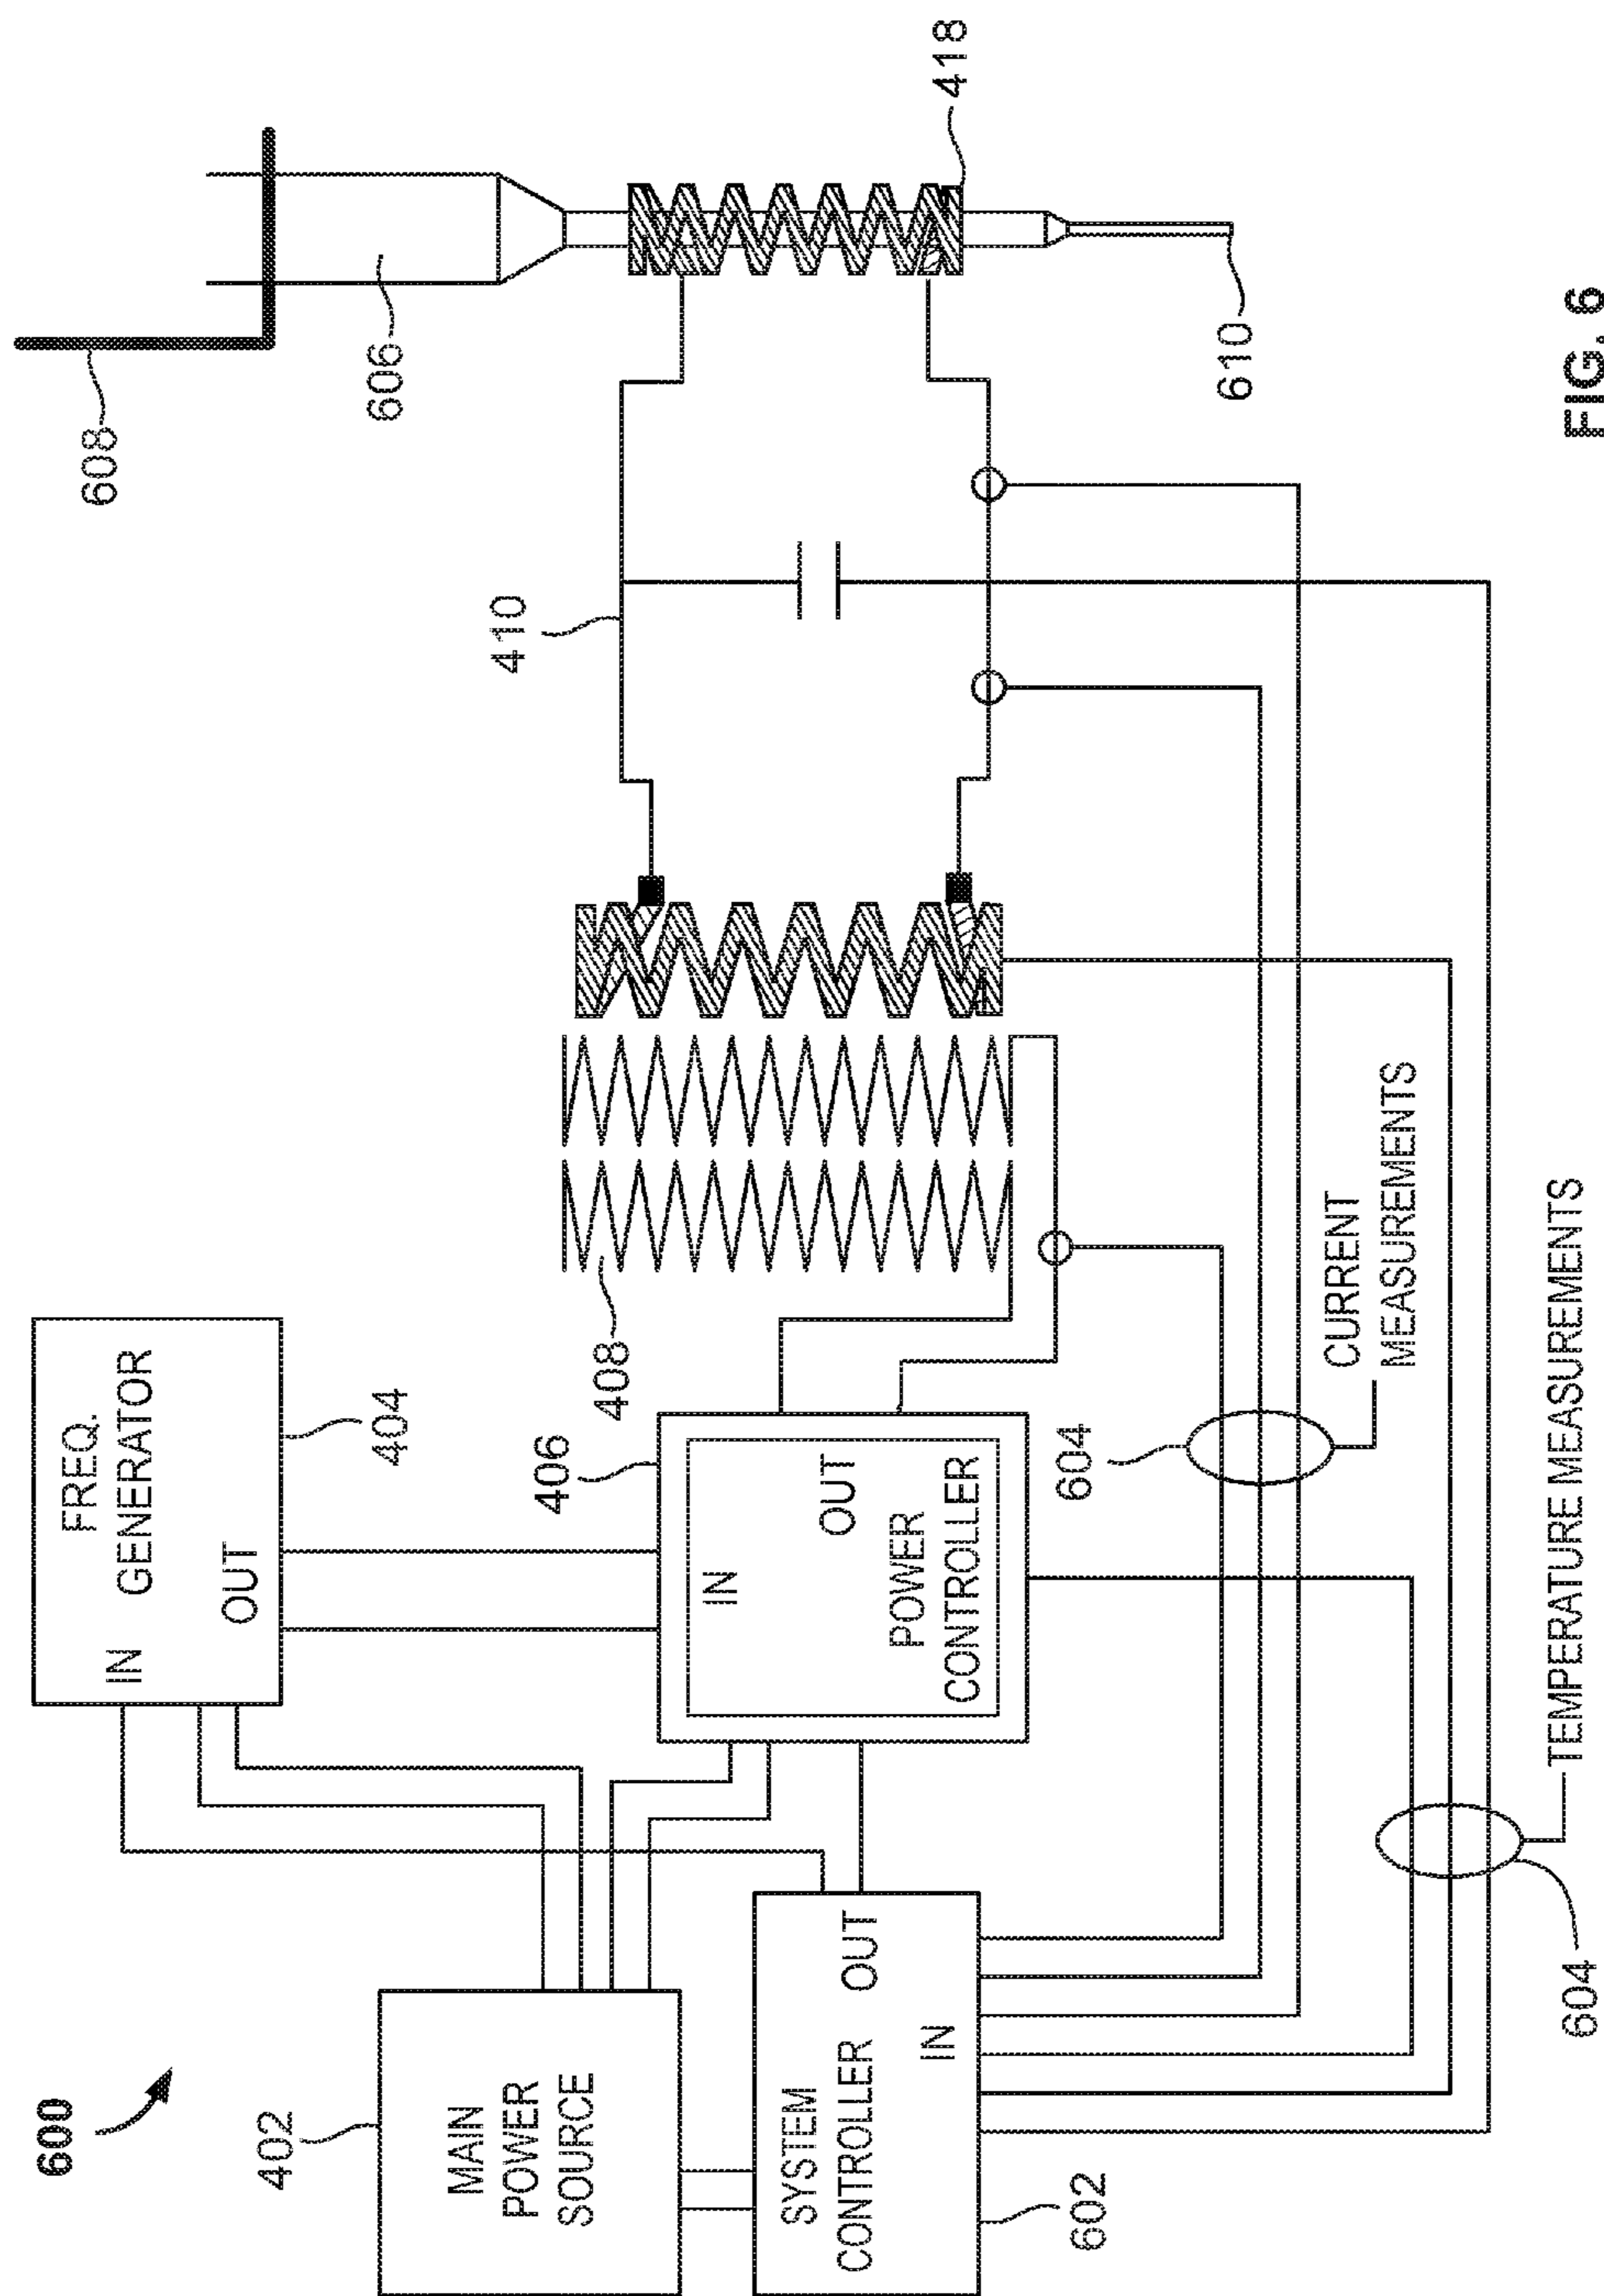 600
402
MAIN
POWER
SOURCE
SYSTEM
CONTROLLER
OUT
IN
602
FREQ.
GENERATOR
IN
OUT
404
406
IN
OUT
POWER
CONTROLLER
408
410
604
CURRENT
MEASUREMENTS
604
TEMPERATURE MEASUREMENTS
608
606
418
610
FIG. 6